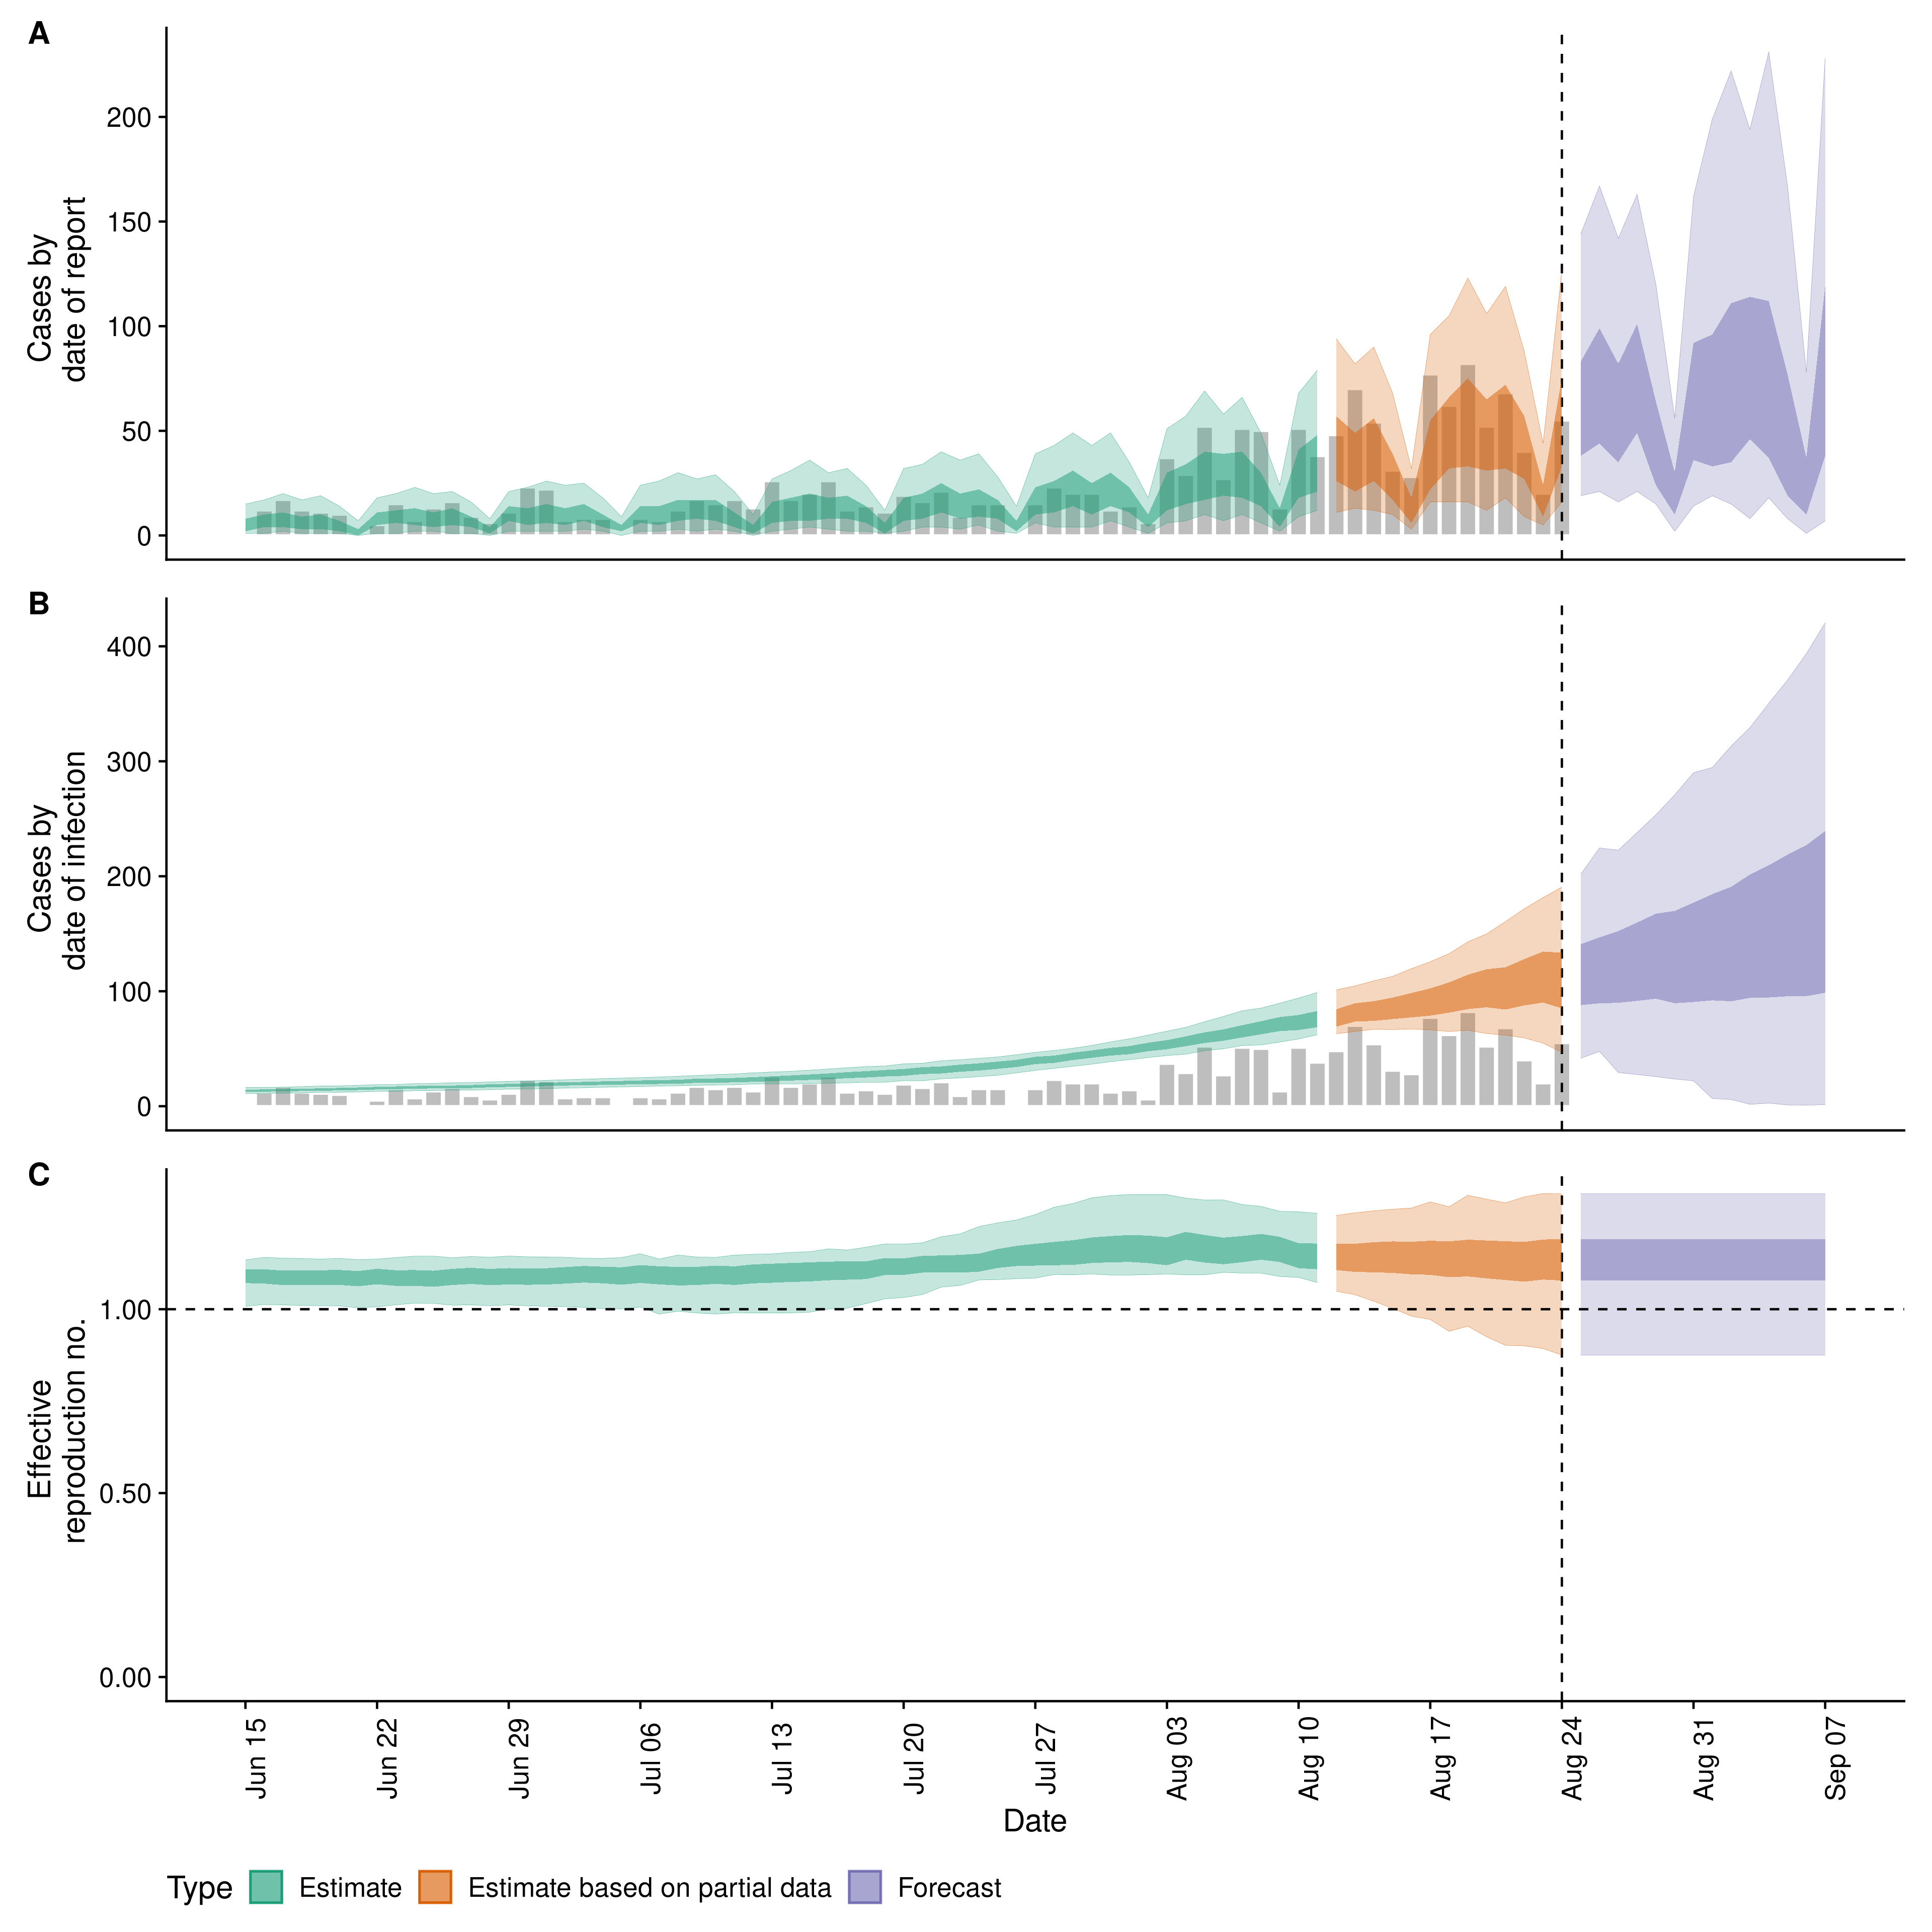 A
200
150
100
50
0
Cases by
date of report
B
400
300
200
100
0
Cases by
date of infection
C
1.00
0.50
0.00
Effective
reproduction no.
Jun 15
Jun 22
Jun 29
Jul 06
Jul 13
Jul 20
Jul 27
Aug 03
Aug 10
Aug 17
Aug 24
Aug 31
Sep 07
Date
Type Estimate Estimate based on partial data Forecast